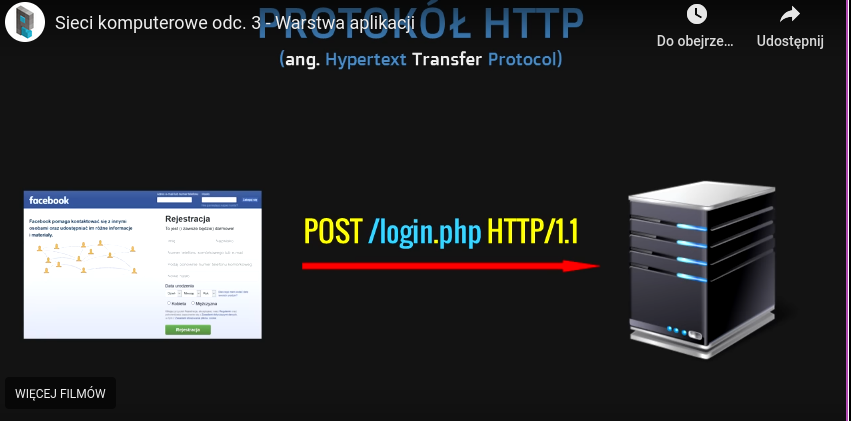 Sieci komputerowe odc. 3 - Warstwa aplikacji
PROTOKÓŁ HTTP
(ang. Hypertext Transfer Protocol)
Do obejrze...
Udostępnij
facebook
Facebook pomaga kontaktować się z innymi
osobami oraz udostępniać im różne informacje
i materiały.
Rejestracja
To jest (i zawsze będzie) darmowe
Data urodzenia
Kobieta Mężczyzna
Rejestracja
POST /login.php HTTP/1.1
WIĘCEJ FILMÓW